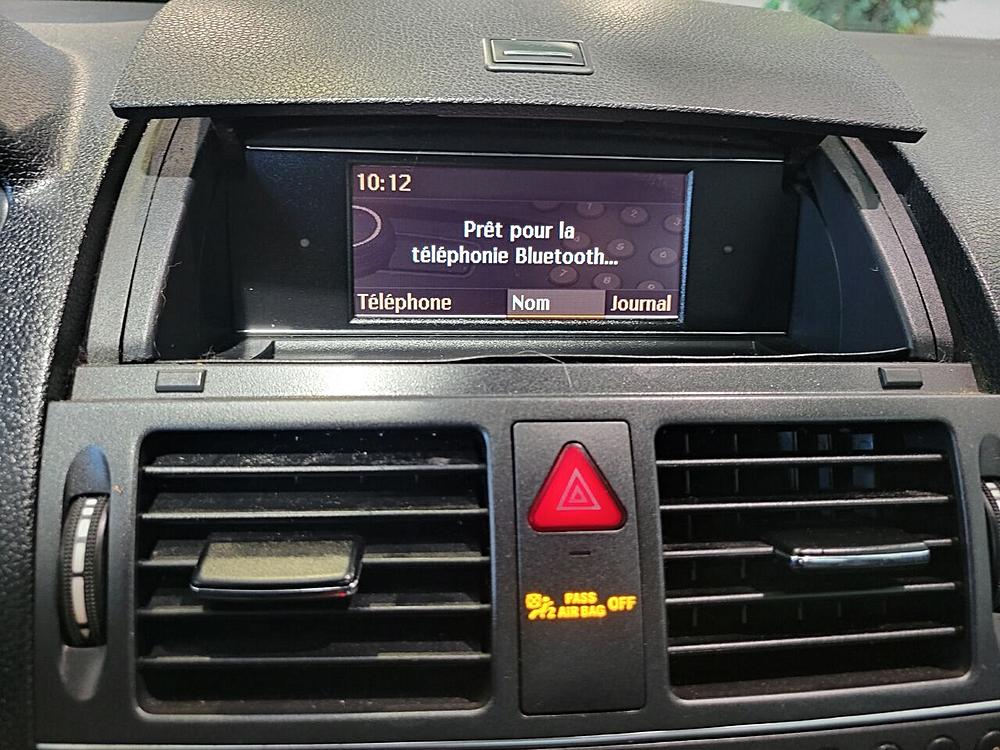 10:12
Prêt pour la
téléphonie Bluetooth...
Téléphone Nom Journal
PASS
AIR BAG OFF